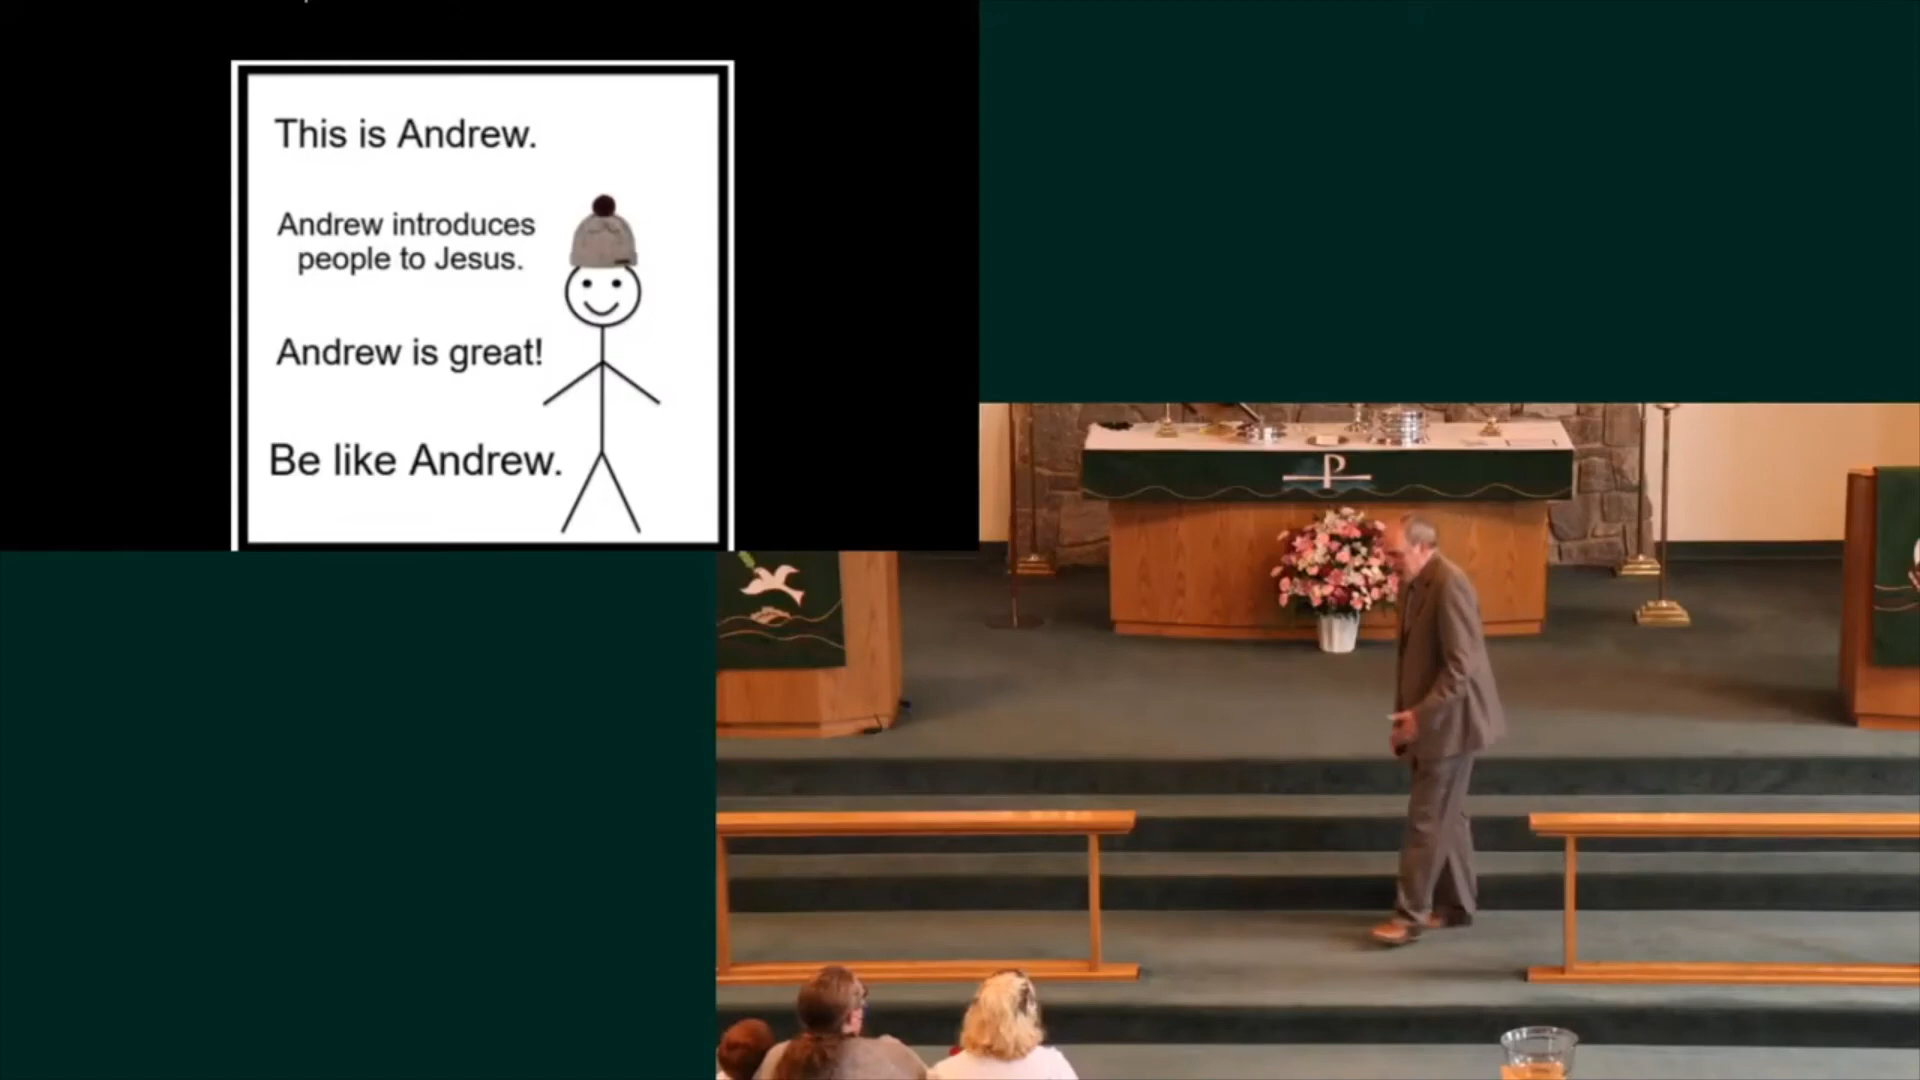 This is Andrew.
Andrew introduces
people to Jesus.
Andrew is great!
Be like Andrew.